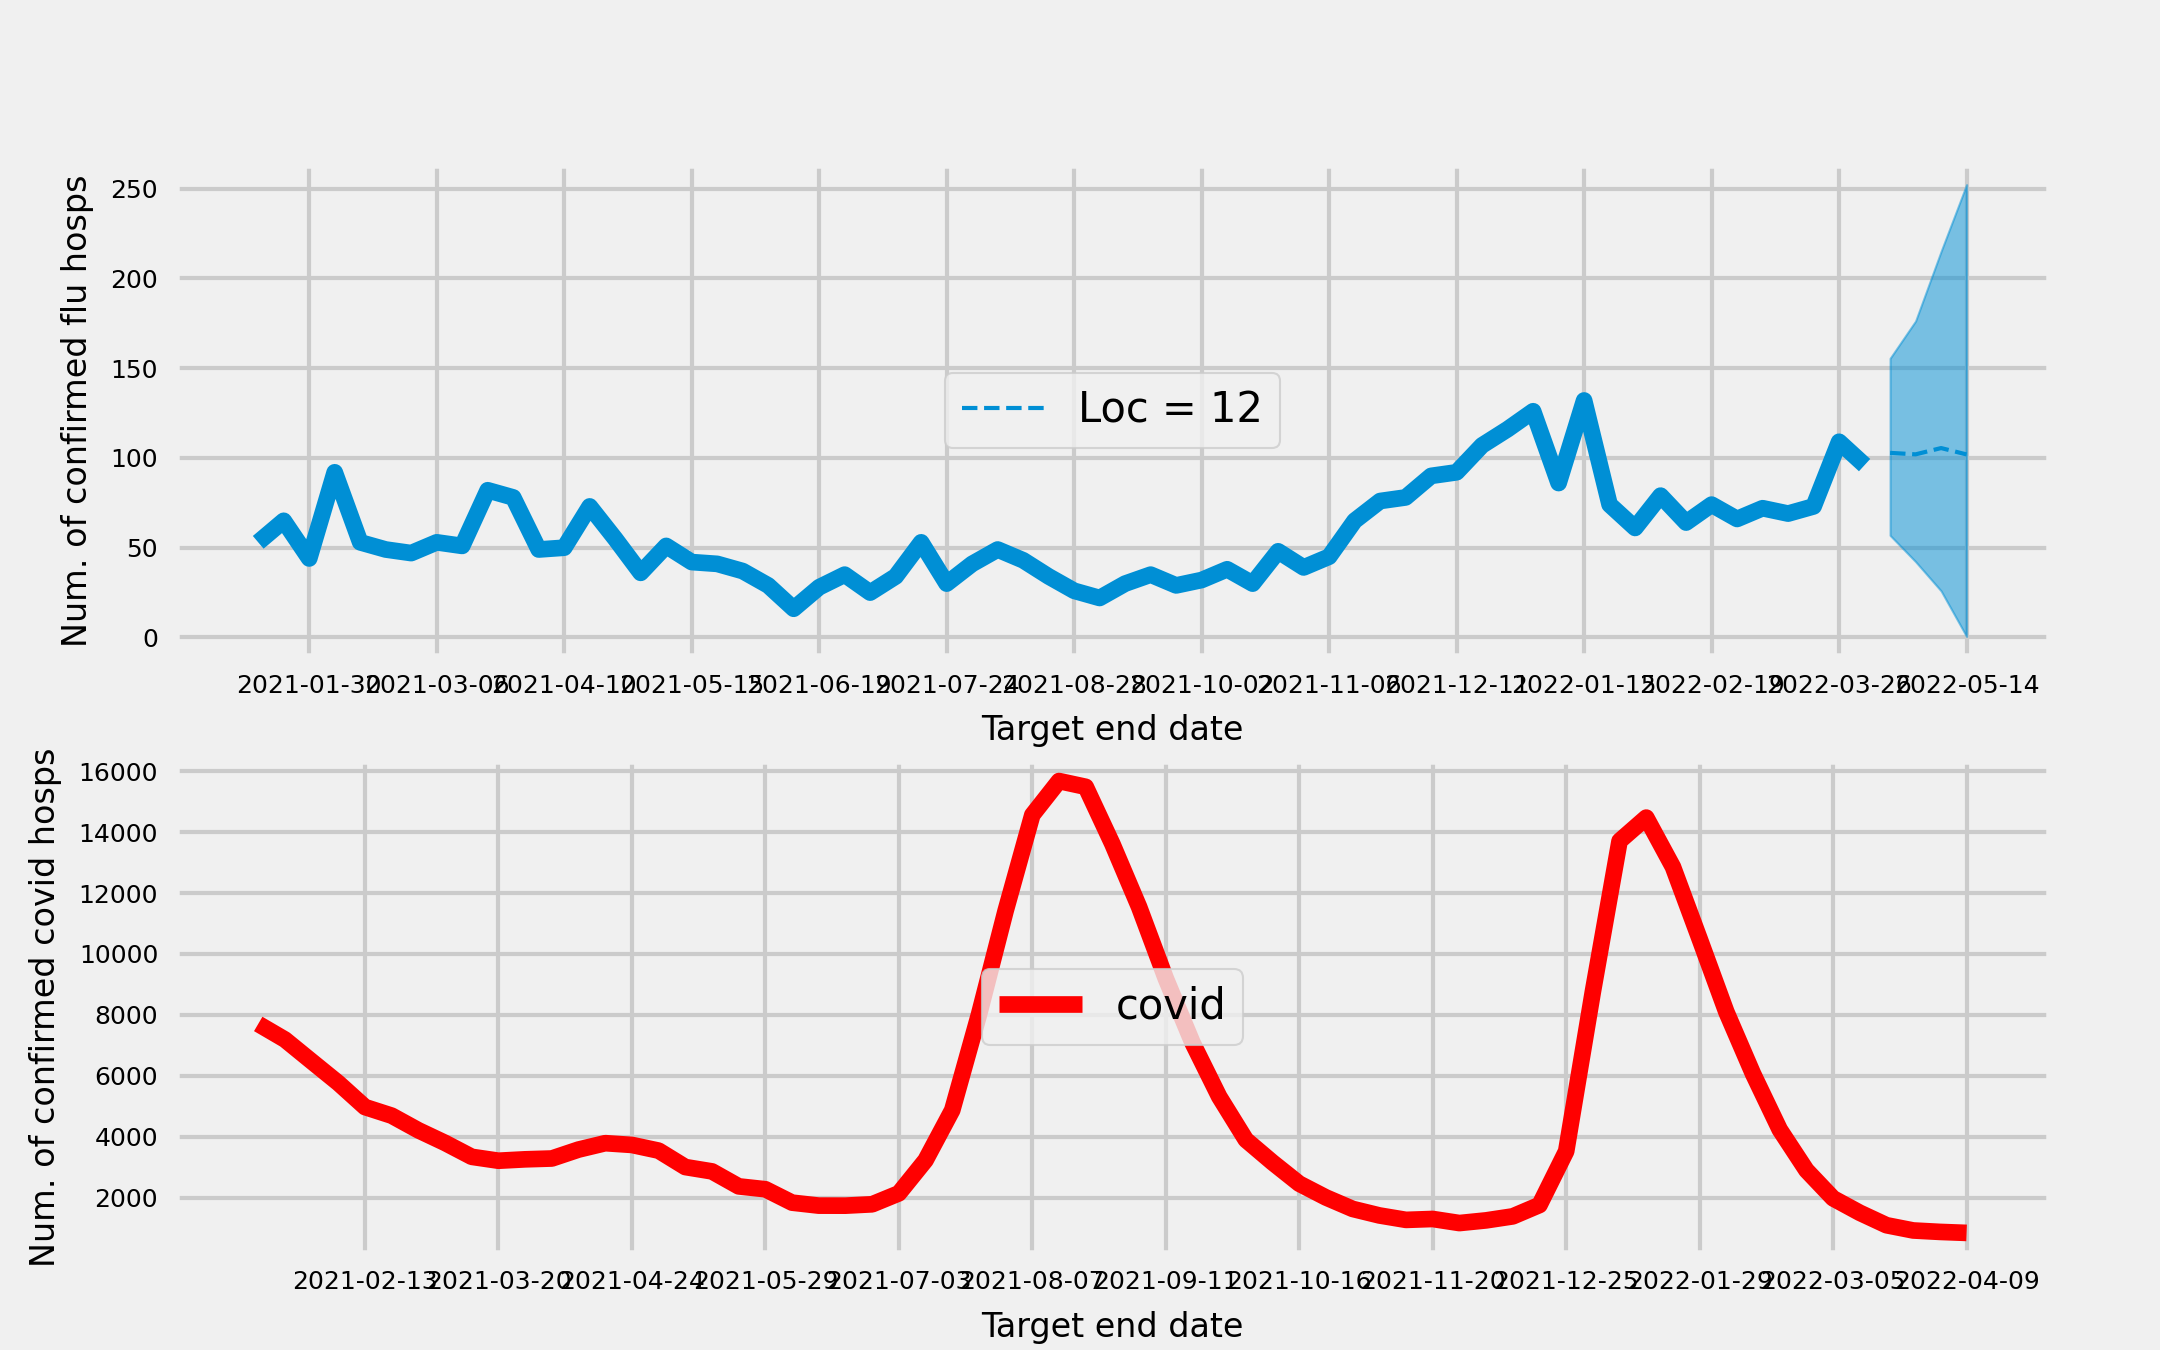 Num. of confirmed flu hosps
250
200
150
100
50
0
Loc = 12
2021-01-30 2021-03-06 2021-04-10 2021-05-15 2021-06-19 2021-07-24 2021-08-28 2021-10-02 2021-11-06 2021-12-11 2022-01-15 2022-02-19 2022-03-26 2022-05-14
Target end date
Num. of confirmed covid hosps
16000
14000
12000
10000
8000
6000
4000
2000
covid
2021-02-13 2021-03-20 2021-04-24 2021-05-29 2021-07-03 2021-08-07 2021-09-11 2021-10-16 2021-11-20 2021-12-25 2022-01-29 2022-03-05 2022-04-09
Target end date